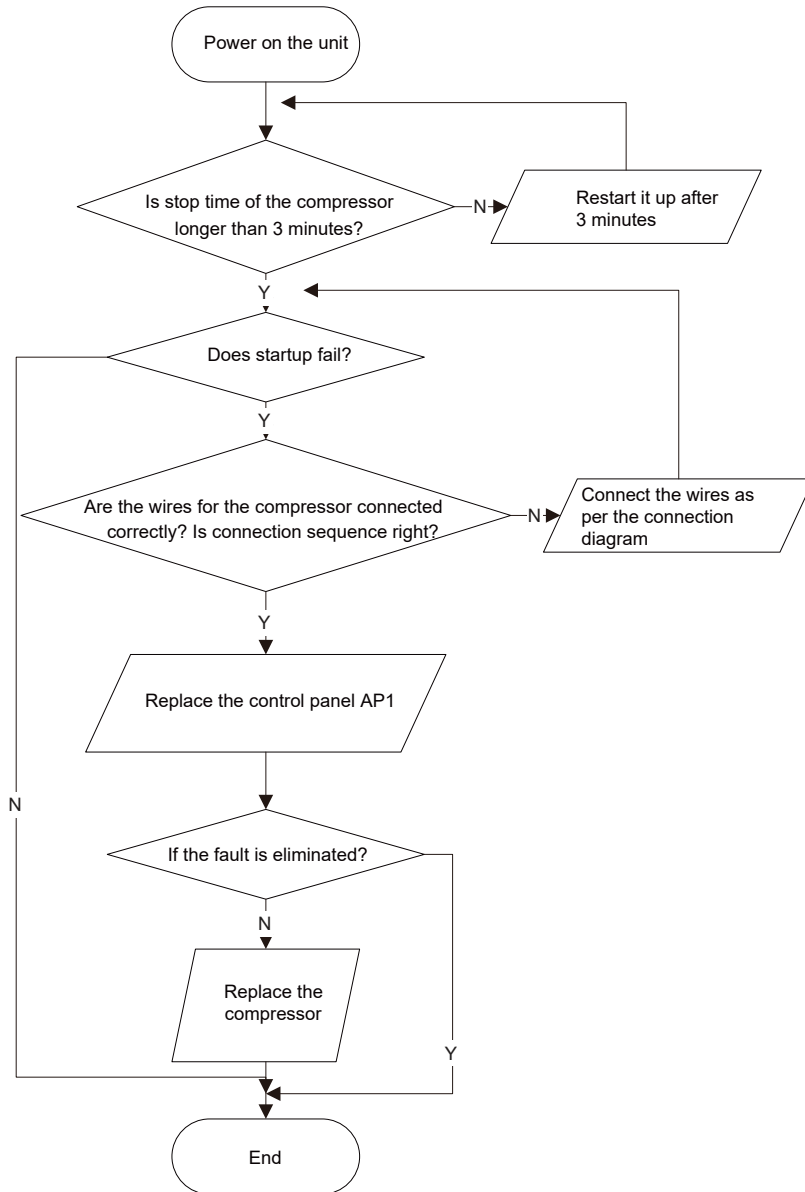 Power on the unit
Is stop time of the compressor
longer than 3 minutes?
N
Restart it up after
3 minutes
Y
Does startup fail?
Y
Are the wires for the compressor connected
correctly? Is connection sequence right?
N
Connect the wires as
per the connection
diagram
Y
Replace the control panel AP1
N
If the fault is eliminated?
N
Replace the
compressor
Y
End